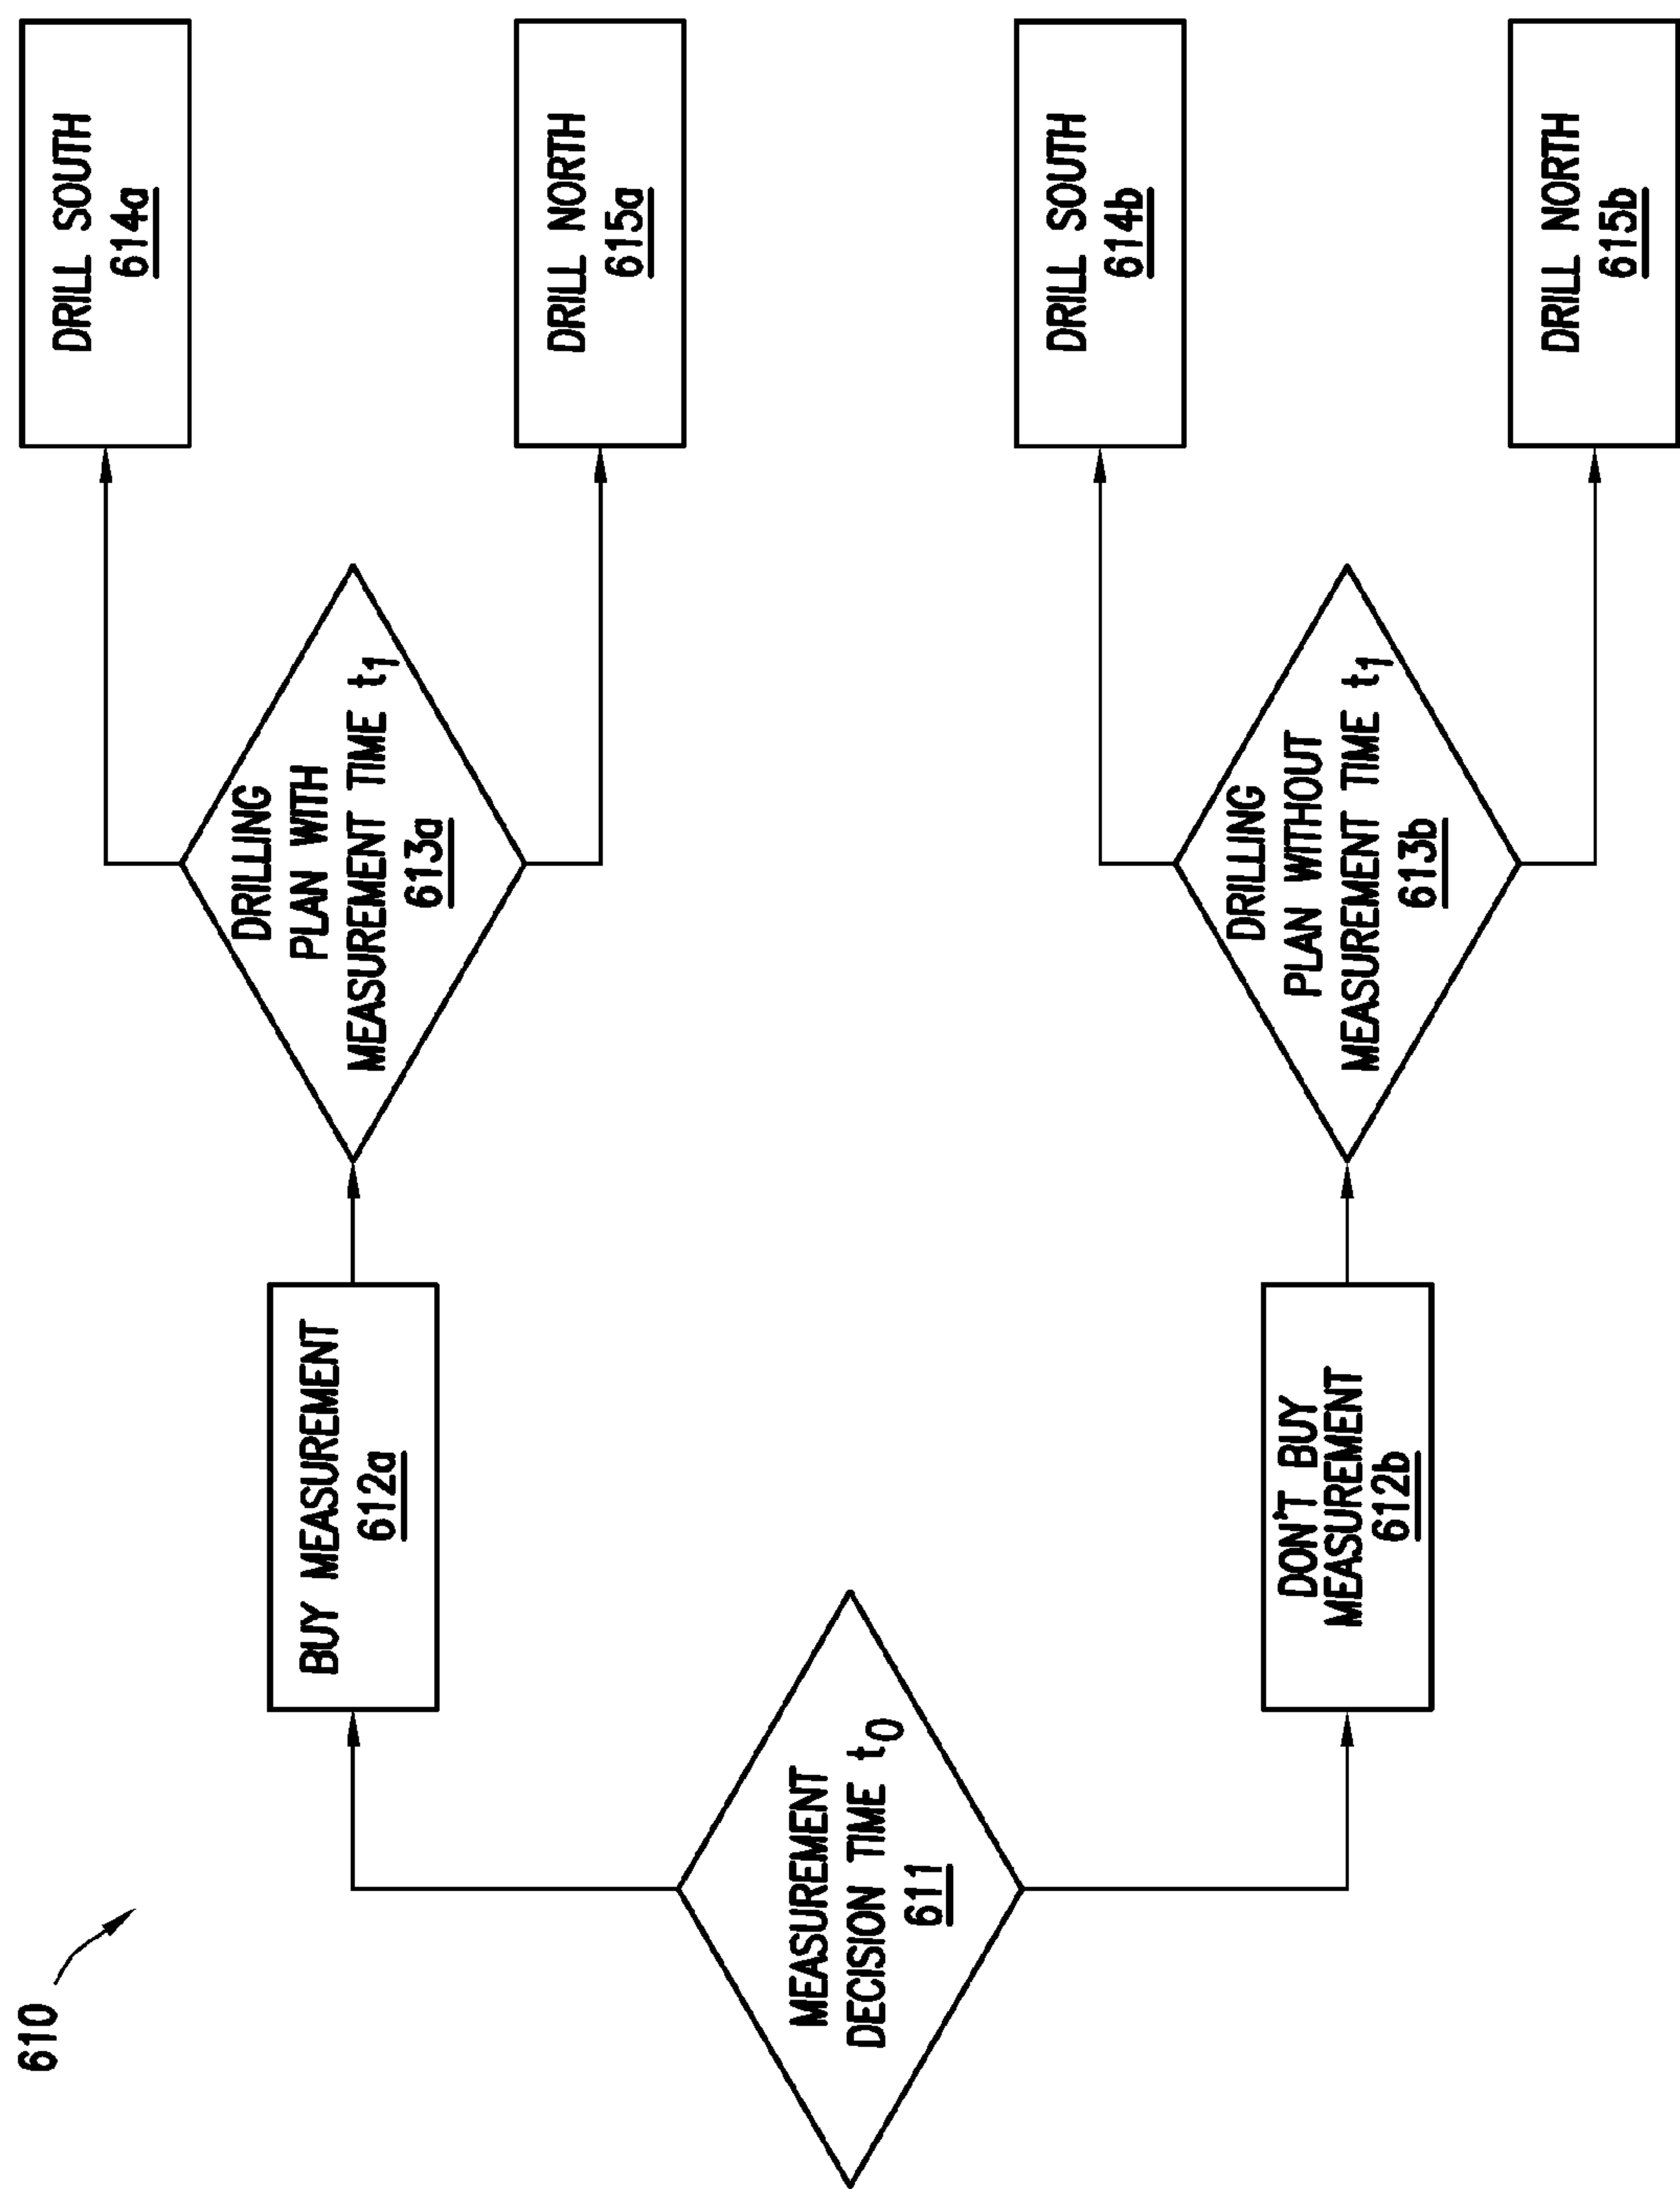 610
MEASUREMENT
DECISION TIME t0
611
BUY MEASUREMENT
612a
DRILLING
PLAN WITH
MEASUREMENT TIME t1
613a
DRILL SOUTH
614a
DRILL NORTH
615a
DON'T BUY
MEASUREMENT
612b
DRILLING
PLAN WITHOUT
MEASUREMENT TIME t1
613b
DRILL SOUTH
614b
DRILL NORTH
615b